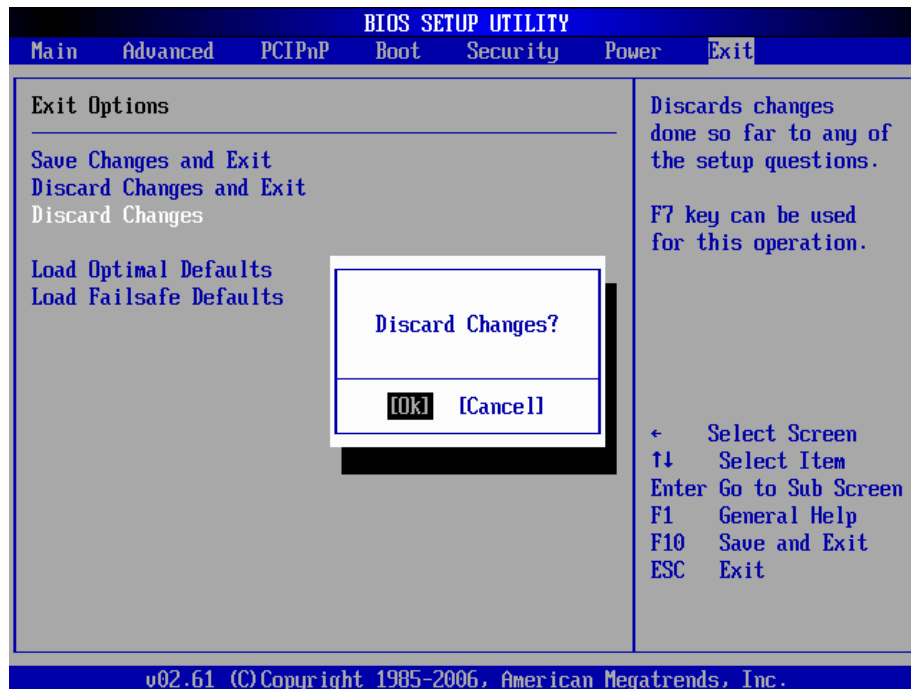 BIOS SETUP UTILITY
Main Advanced PCIPnP Boot Security Power Exit
Exit Options
Save Changes and Exit
Discard Changes and Exit
Discard Changes
Load Optimal Defaults
Load Failsafe Defaults
Discard Changes?
[Ok] [Cancel]
Discards changes
done so far to any of
the setup questions.
F7 key can be used
for this operation.
← Select Screen
↑↓ Select Item
Enter Go to Sub Screen
F1 General Help
F10 Save and Exit
ESC Exit
v02.61 (C)Copyright 1985-2006, American Megatrends, Inc.